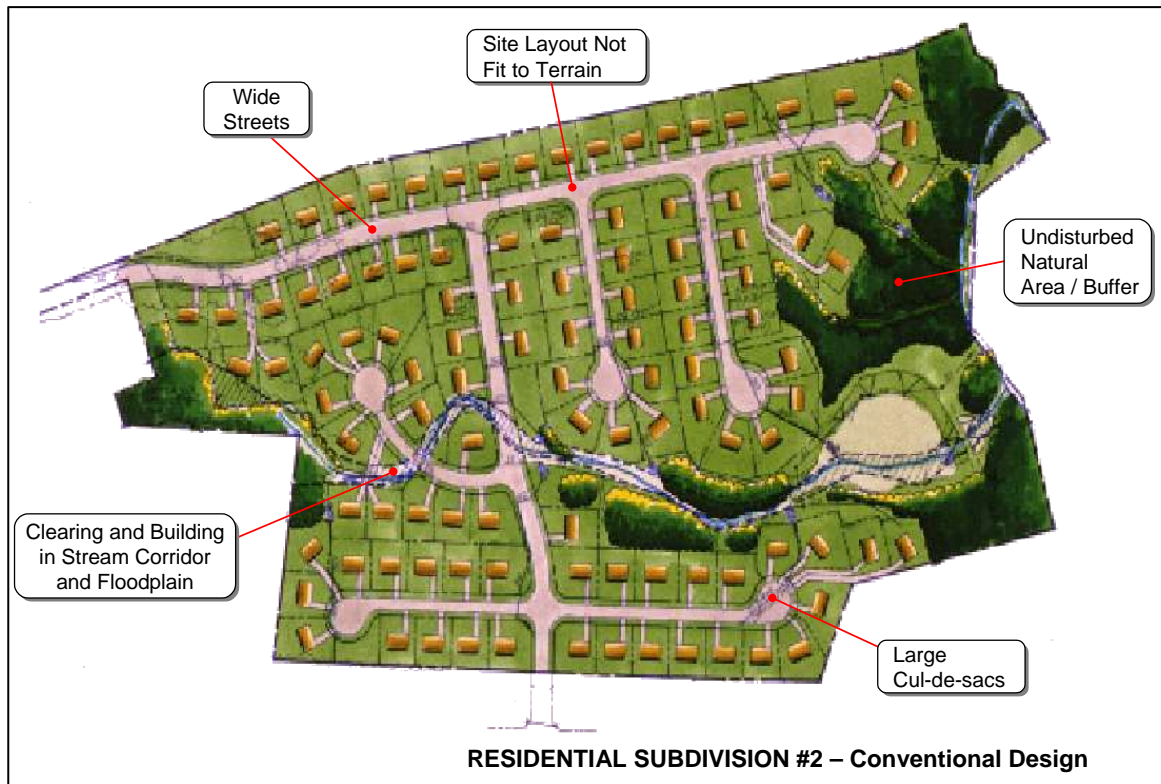 Site Layout Not
Fit to Terrain
Wide
Streets
Undisturbed
Natural
Area / Buffer
Clearing and Building
in Stream Corridor
and Floodplain
Large
Cul-de-sacs
RESIDENTIAL SUBDIVISION #2 – Conventional Design